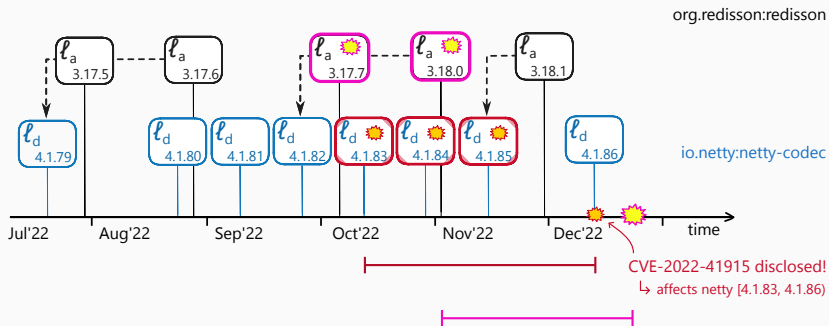 org.redisson:redisson
ℓa 3.17.5
ℓa 3.17.6
ℓa 3.17.7
ℓa 3.18.0
ℓa 3.18.1
ℓd 4.1.79
ℓd 4.1.80
ℓd 4.1.81
ℓd 4.1.82
ℓd 4.1.83
ℓd 4.1.84
ℓd 4.1.85
ℓd 4.1.86
io.netty:netty-codec
Jul'22 Aug'22 Sep'22 Oct'22 Nov'22 Dec'22 time
CVE-2022-41915 disclosed!
↳ affects netty [4.1.83, 4.1.86)